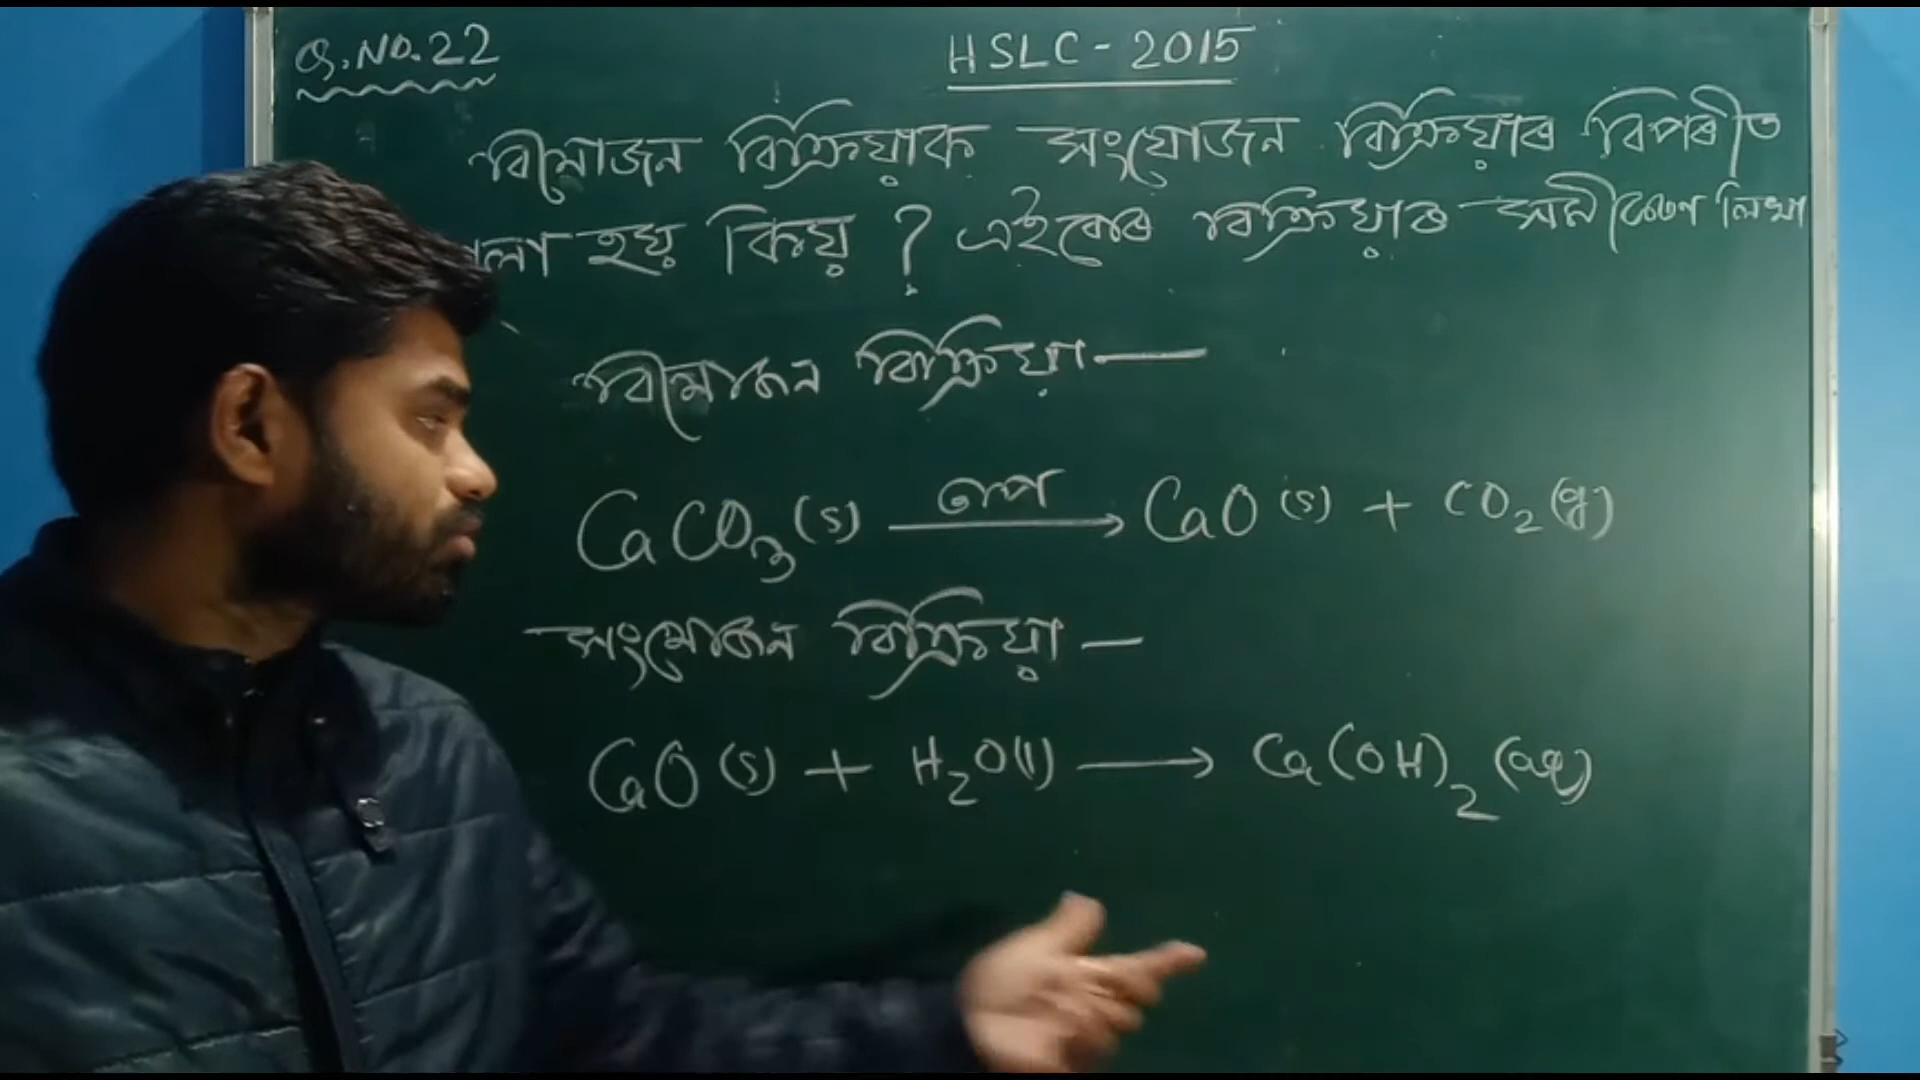 Q.NO.22
HSLC - 2015
বিযোজন বিক্ৰিয়াক সংযোজন বিক্ৰিয়াৰ বিপৰীত
হয় কিয় ? এইবোৰ বিক্ৰিয়াৰ সমীকৰণ লিখা
বিযোজন বিক্ৰিয়া —
CaCO₃(s) —তাপ→ CaO(s) + CO₂(g)
সংযোজন বিক্ৰিয়া —
CaO(s) + H₂O(l) → Ca(OH)₂(aq)